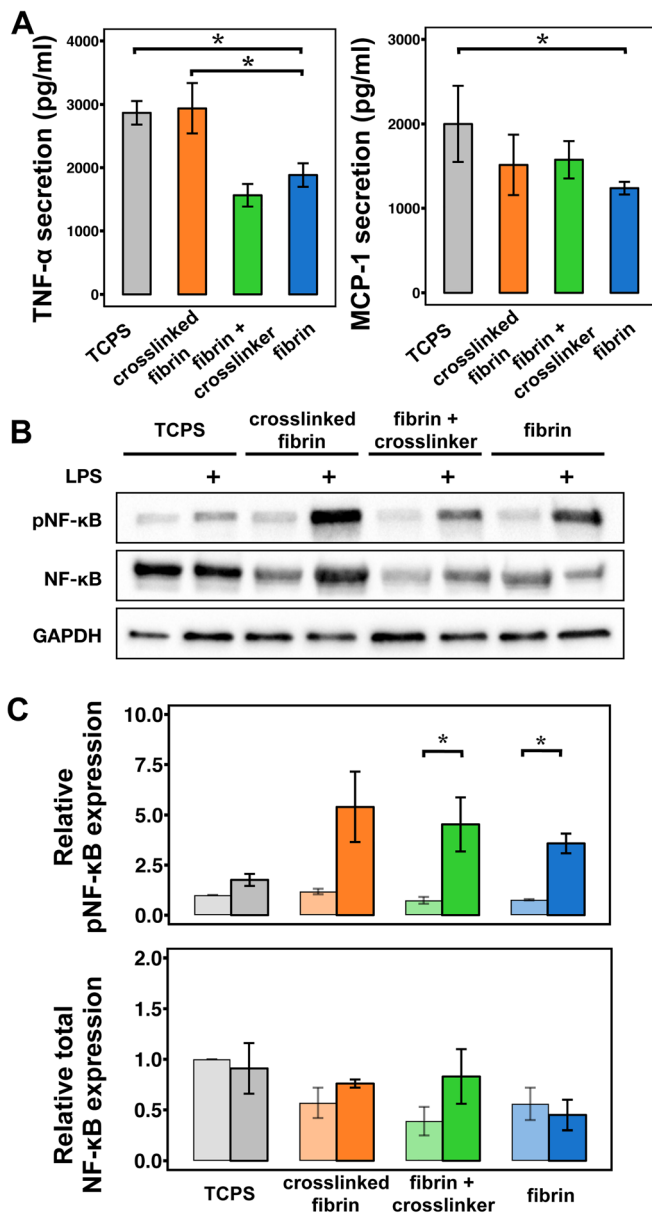 A
TNF-α secretion (pg/ml)
4000
3000
2000
1000
0
*
*
TCPS
crosslinked
fibrin
fibrin +
crosslinker
fibrin
MCP-1 secretion (pg/ml)
3000
2000
1000
0
*
TCPS
crosslinked
fibrin
fibrin +
crosslinker
fibrin
B
TCPS
crosslinked
fibrin
fibrin +
crosslinker
fibrin
LPS + + + +
pNF-κB
NF-κB
GAPDH
C
Relative
pNF-κB expression
10.0
7.5
5.0
2.5
0.0
*
*
Relative total
NF-κB expression
2.0
1.5
1.0
0.5
0.0
TCPS
crosslinked
fibrin
fibrin +
crosslinker
fibrin